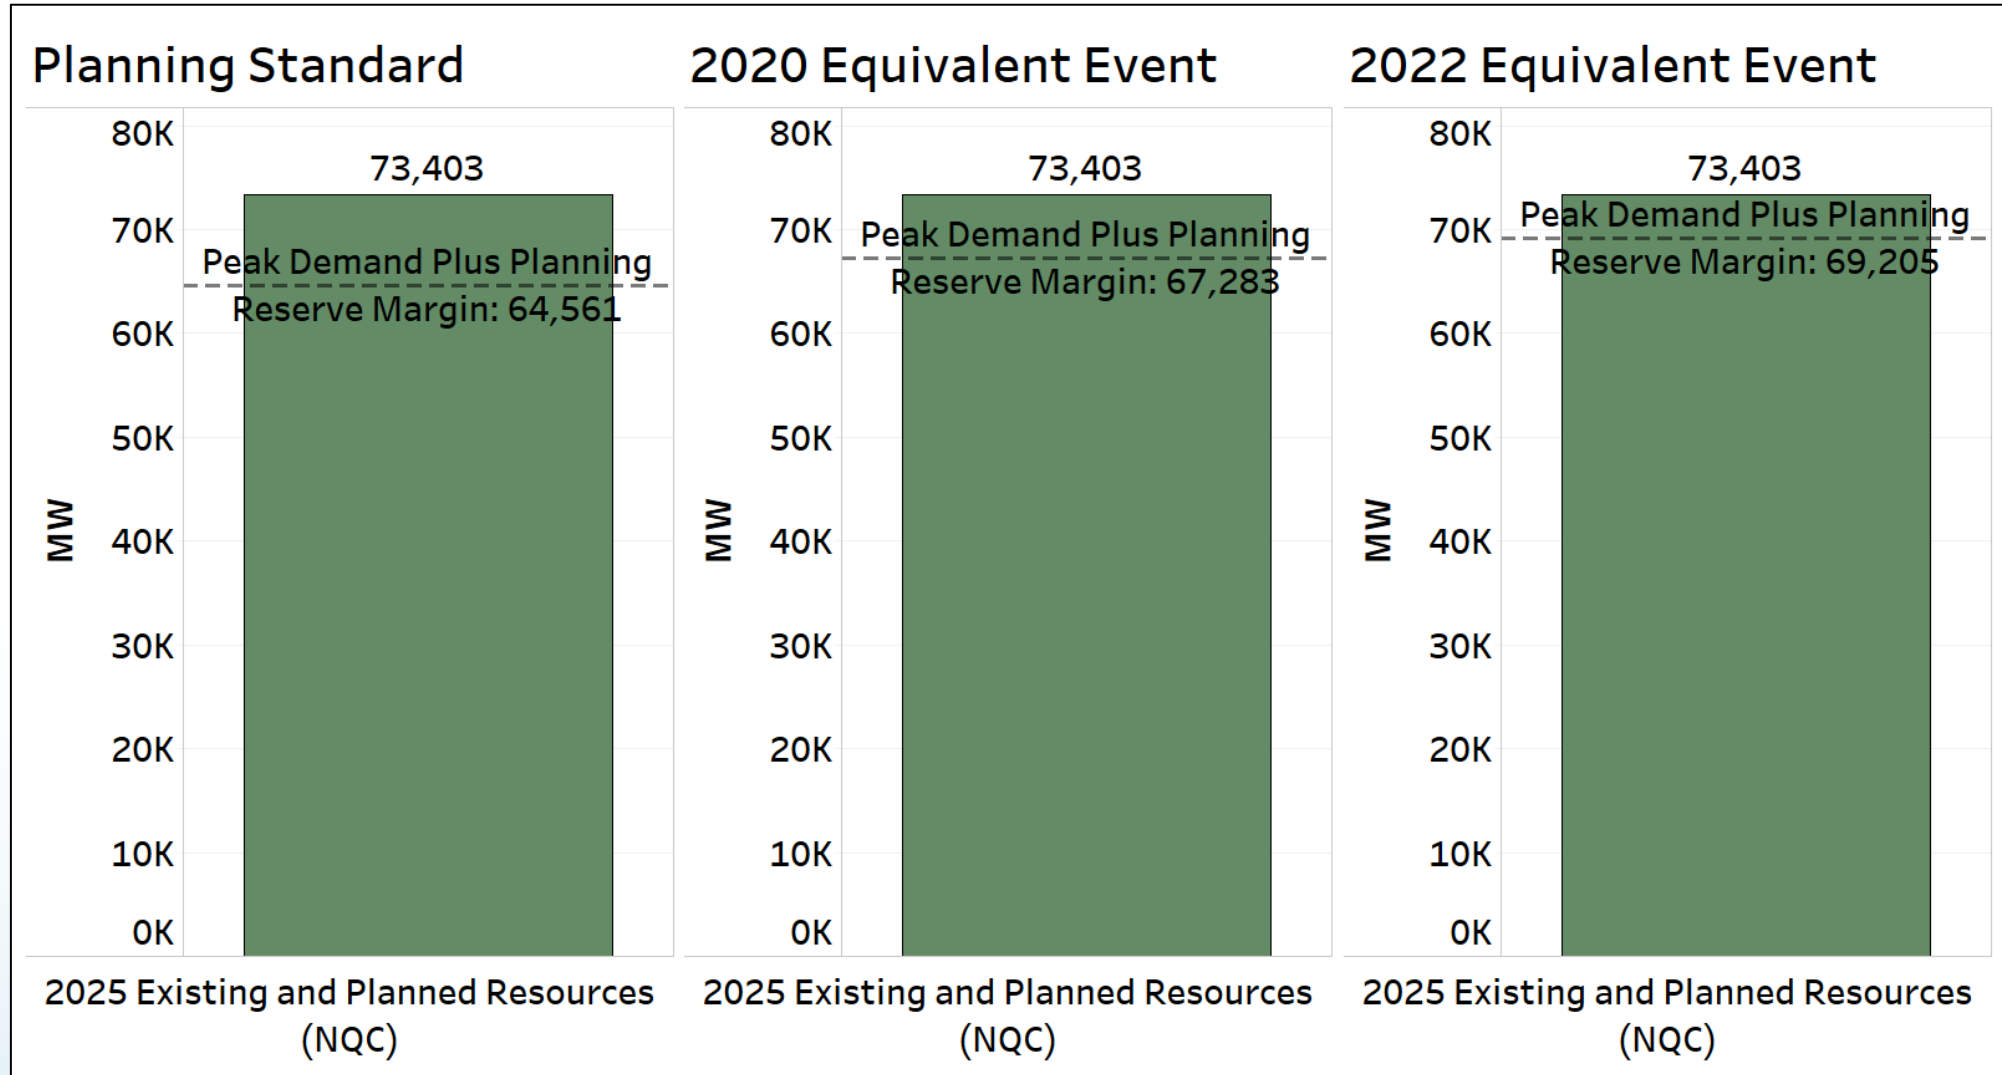 Planning Standard
80K
70K
60K
50K
40K
30K
20K
10K
0K
MW
73,403
Peak Demand Plus Planning
Reserve Margin: 64,561
2025 Existing and Planned Resources
(NQC)
2020 Equivalent Event
80K
70K
60K
50K
40K
30K
20K
10K
0K
MW
73,403
Peak Demand Plus Planning
Reserve Margin: 67,283
2025 Existing and Planned Resources
(NQC)
2022 Equivalent Event
80K
70K
60K
50K
40K
30K
20K
10K
0K
MW
73,403
Peak Demand Plus Planning
Reserve Margin: 69,205
2025 Existing and Planned Resources
(NQC)